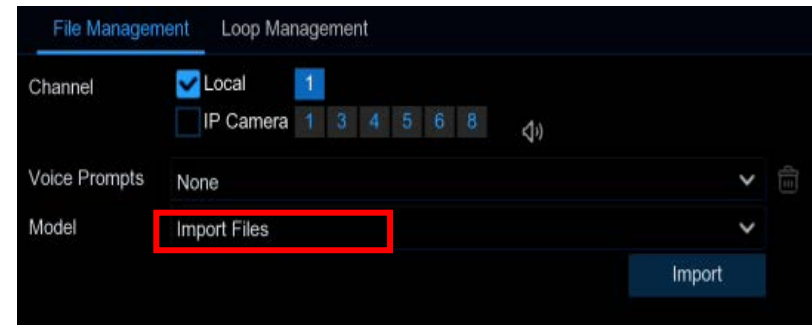 File Management Loop Management
Channel Local 1
IP Camera 1 3 4 5 6 8
Voice Prompts None
Model Import Files
Import